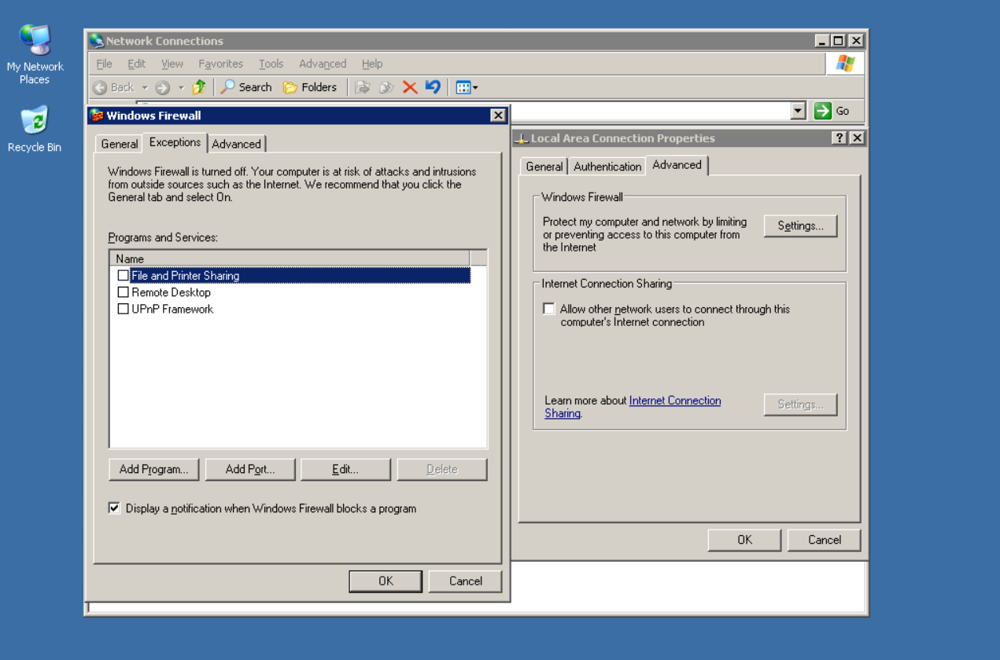 My Network
Places
Recycle Bin
Network Connections
File Edit View Favorites Tools Advanced Help
Back Search Folders
Go
Windows Firewall
General Exceptions Advanced
Windows Firewall is turned off. Your computer is at risk of attacks and intrusions
from outside sources such as the Internet. We recommend that you click the
General tab and select On.
Programs and Services:
Name
File and Printer Sharing
Remote Desktop
UPnP Framework
Add Program... Add Port... Edit... Delete
Display a notification when Windows Firewall blocks a program
OK Cancel
Local Area Connection Properties
General Authentication Advanced
Windows Firewall
Protect my computer and network by limiting
or preventing access to this computer from
the Internet
Settings...
Internet Connection Sharing
Allow other network users to connect through this
computer's Internet connection
Learn more about Internet Connection
Sharing.
Settings...
OK Cancel